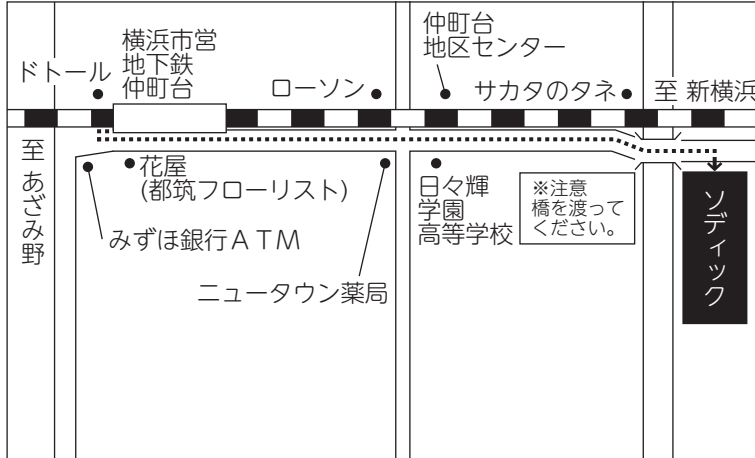 ドトール
横浜市営
地下鉄
仲町台
ローソン
仲町台
地区センター
サカタのタネ
至 新横浜
至 あざみ野
花屋
(都筑フローリスト)
みずほ銀行ATM
ニュータウン薬局
日々輝
学園
高等学校
※注意
橋を渡って
ください。
ソディック